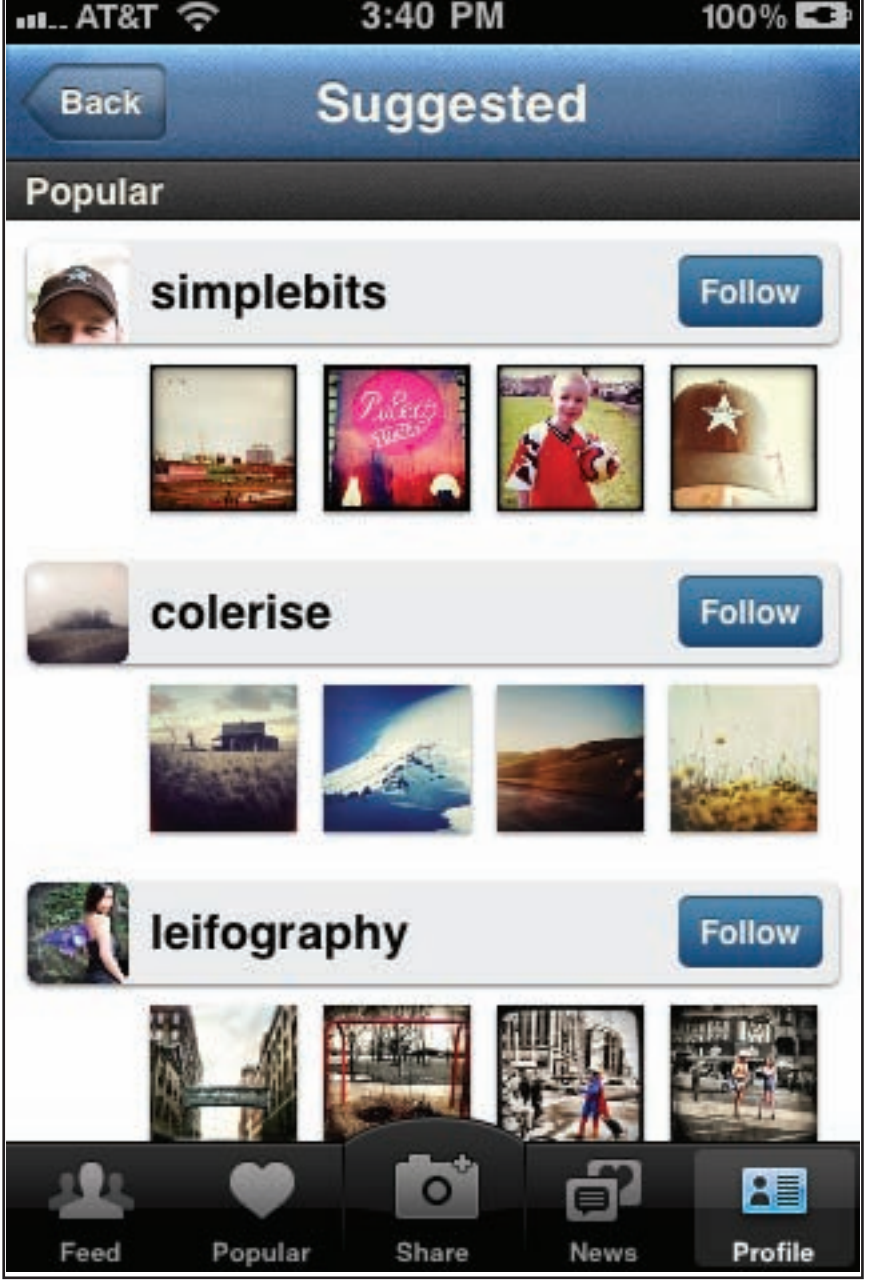 AT&T 3:40 PM 100%
Back Suggested
Popular
simplebits Follow
colerise Follow
leifography Follow
Feed Popular Share News Profile